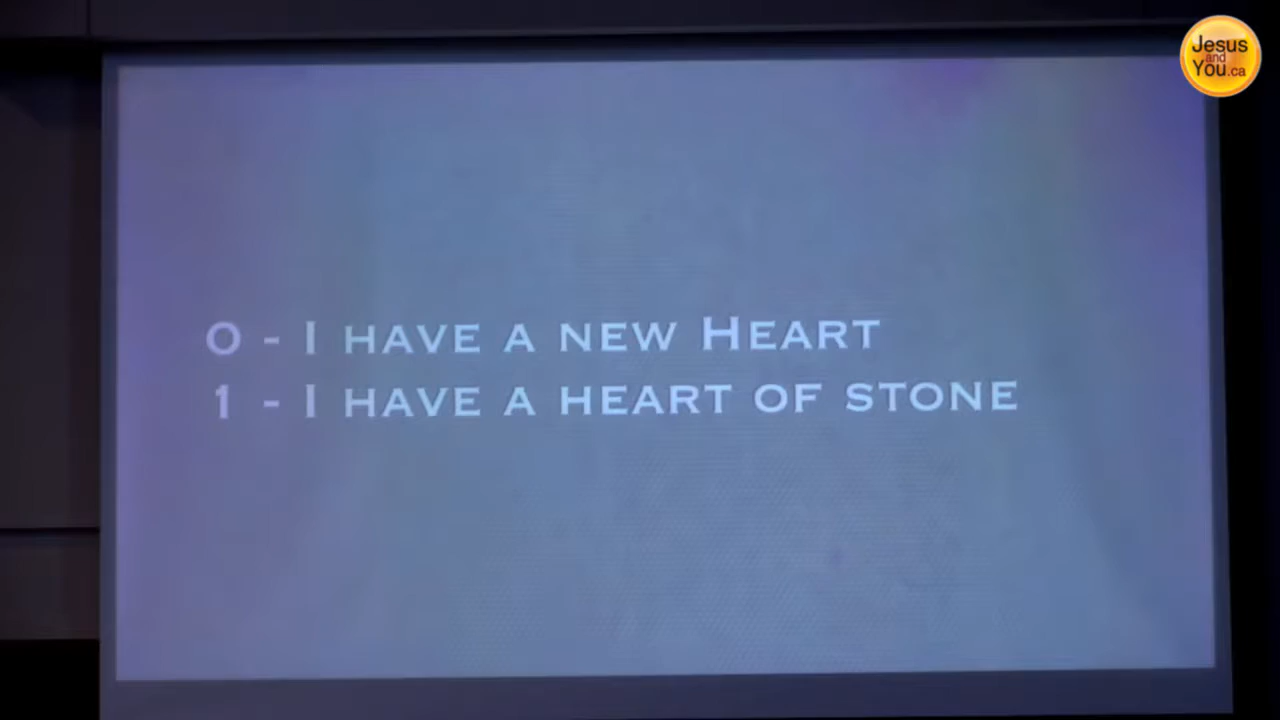 Jesus
and
You.ca
0 - I HAVE A NEW HEART
1 - I HAVE A HEART OF STONE